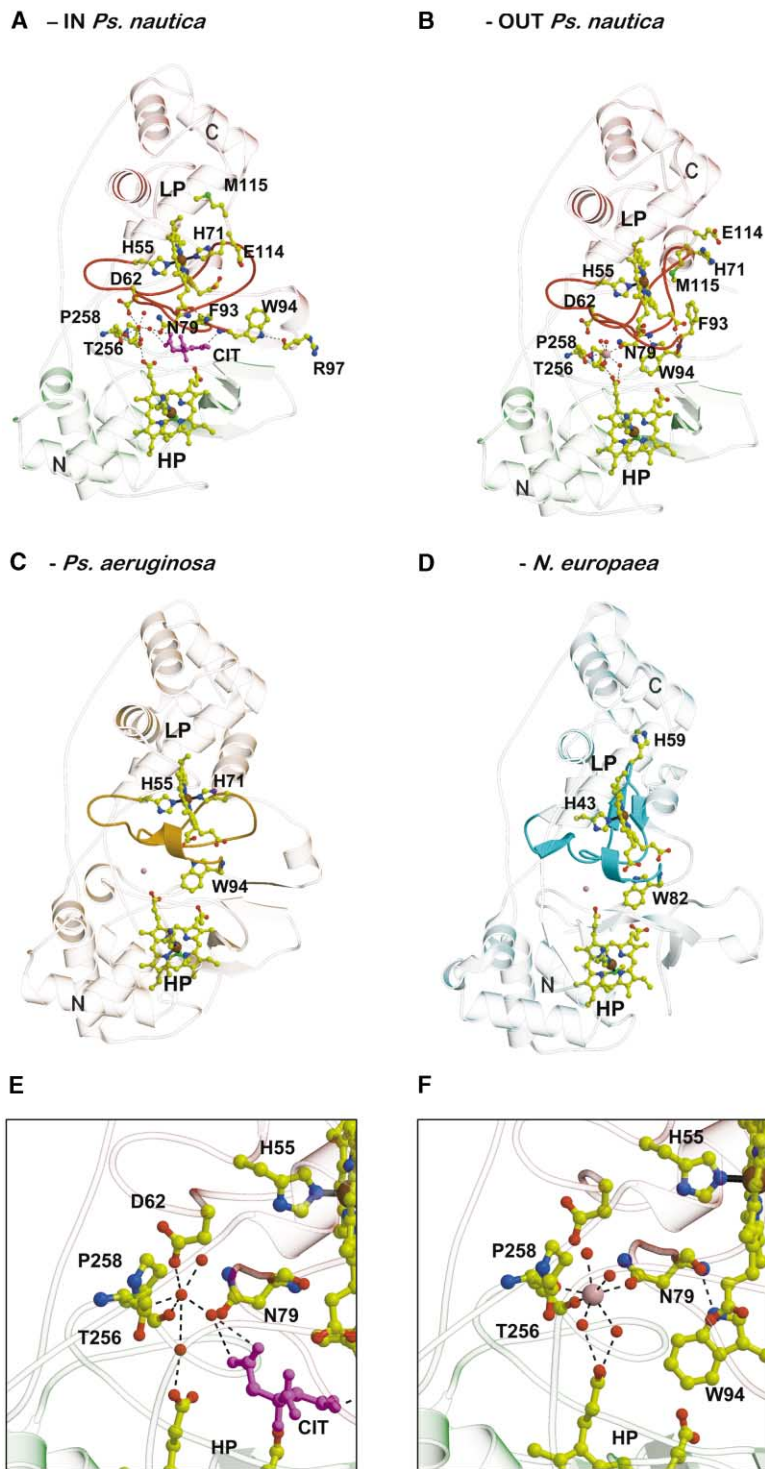 A – IN Ps. nautica
C
LP
M115
H55
H71
E114
D62
P258
F93
W94
N79
T256
CIT
R97
N
HP
B - OUT Ps. nautica
C
LP
E114
H55
H71
M115
D62
F93
P258
N79
T256
W94
N
HP
C - Ps. aeruginosa
LP
H55
H71
W94
N
HP
D - N. europaea
C
H59
LP
H43
W82
N
HP
E
H55
D62
P258
N79
T256
CIT
HP
F
H55
P258
N79
T256
W94
HP